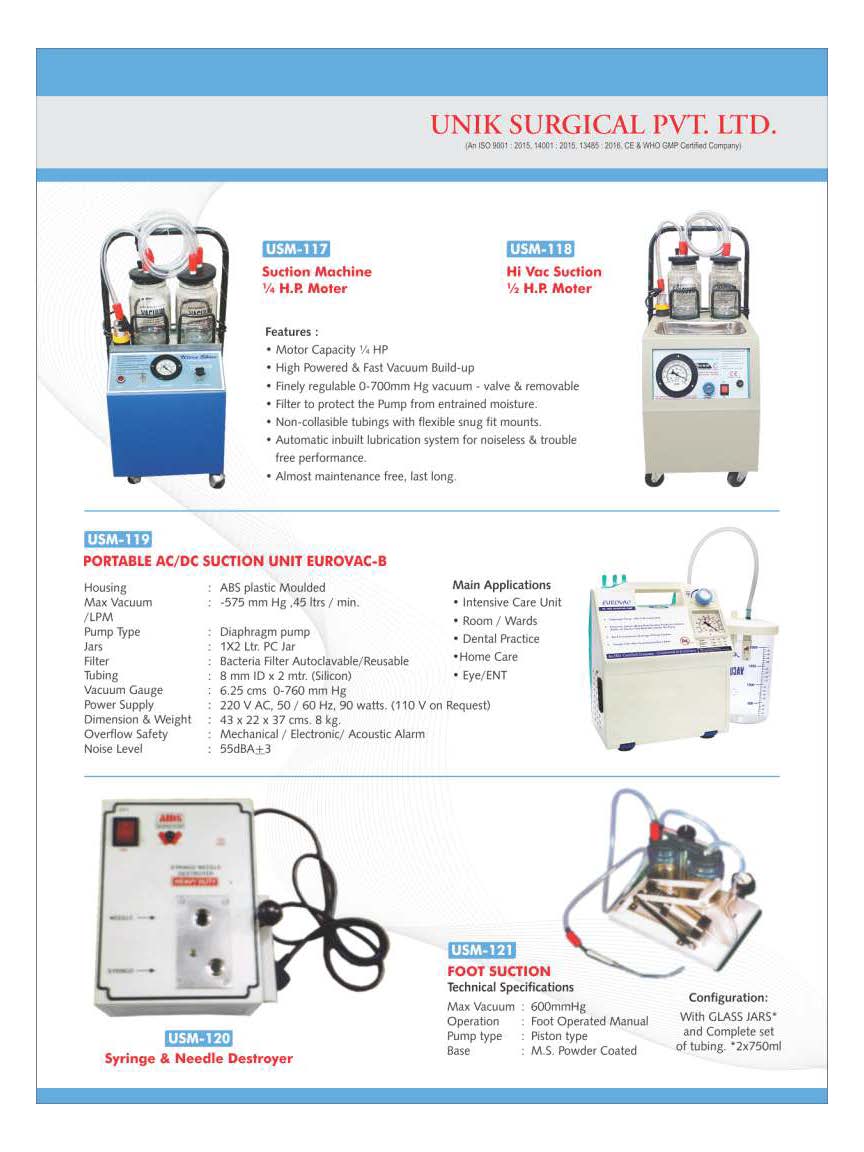 UNIK SURGICAL PVT. LTD.
(An ISO 9001 : 2015, 14001 : 2015, 13485 : 2016, CE & WHO GMP Certified Company)
USM-117
Suction Machine
¼ H.P. Moter
USM-118
Hi Vac Suction
½ H.P. Moter
Features :
• Motor Capacity ¼ HP
• High Powered & Fast Vacuum Build-up
• Finely regulable 0-700mm Hg vacuum - valve & removable
• Filter to protect the Pump from entrained moisture.
• Non-collasible tubings with flexible snug fit mounts.
• Automatic inbuilt lubrication system for noiseless & trouble
free performance.
• Almost maintenance free, last long.
USM-119
PORTABLE AC/DC SUCTION UNIT EUROVAC-B
Housing : ABS plastic Moulded
Max Vacuum : -575 mm Hg ,45 ltrs / min.
/LPM
Pump Type : Diaphragm pump
Jars : 1X2 Ltr. PC Jar
Filter : Bacteria Filter Autoclavable/Reusable
Tubing : 8 mm ID x 2 mtr. (Silicon)
Vacuum Gauge : 6.25 cms 0-760 mm Hg
Power Supply : 220 V AC, 50 / 60 Hz, 90 watts. (110 V on Request)
Dimension & Weight : 43 x 22 x 37 cms. 8 kg.
Overflow Safety : Mechanical / Electronic/ Acoustic Alarm
Noise Level : 55dBA±3
Main Applications
• Intensive Care Unit
• Room / Wards
• Dental Practice
•Home Care
• Eye/ENT
EUROVAC
AIDS
SYRINGE NEEDLE
DESTROYER
HEAVY DUTY
NEEDLE
SYRINGE
USM-120
Syringe & Needle Destroyer
USM-121
FOOT SUCTION
Technical Specifications
Max Vacuum : 600mmHg
Operation : Foot Operated Manual
Pump type : Piston type
Base : M.S. Powder Coated
Configuration:
With GLASS JARS*
and Complete set
of tubing. *2x750ml